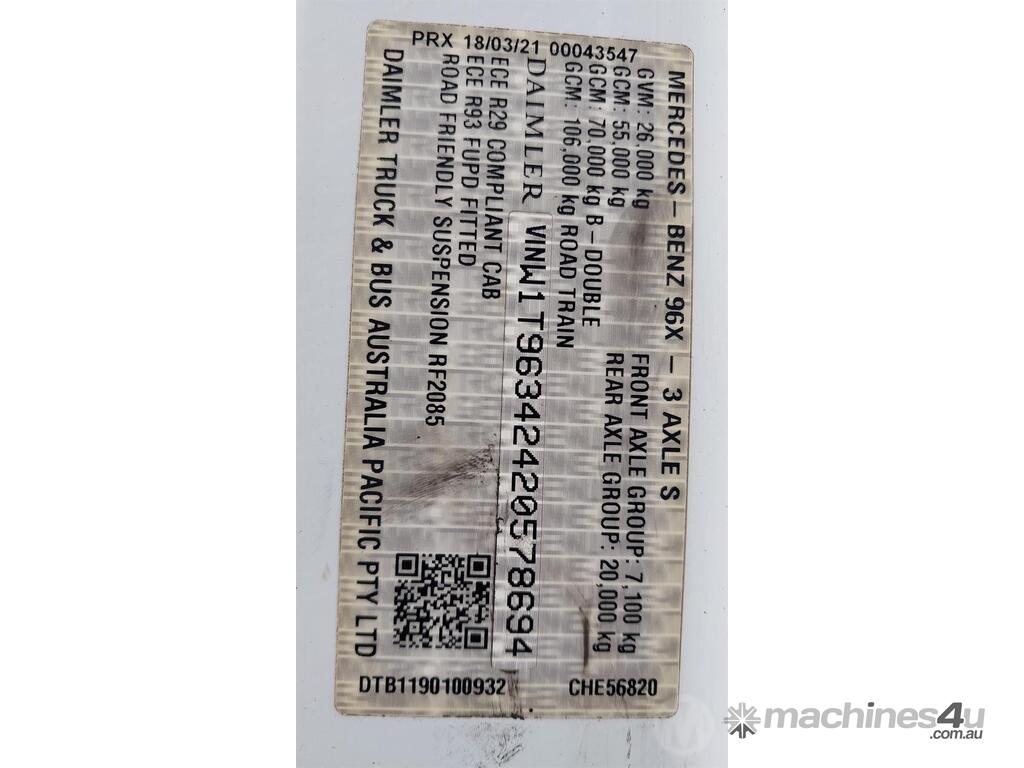 PRX 18/03/21 00043547
MERCEDES-BENZ 96X - 3 AXLE S
GVM: 26,000 kg FRONT AXLE GROUP: 7,100 kg
GCM: 55,000 kg REAR AXLE GROUP: 20,000 kg
GCM: 70,000 kg B-DOUBLE
GCM: 106,000 kg ROAD TRAIN
DAIMLER VINW1T96342420578694
ECE R29 COMPLIANT CAB
ECE R93 FUPD FITTED
ROAD FRIENDLY SUSPENSION RF2085
DAIMLER TRUCK & BUS AUSTRALIA PACIFIC PTY LTD
DTB1190100932 CHE56820
machines4u
.com.au